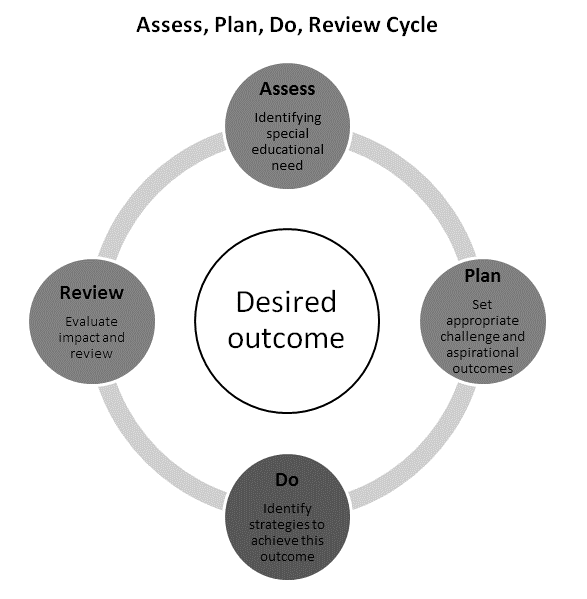 Assess, Plan, Do, Review Cycle
Assess
Identifying
special
educational
need
Plan
Set
appropriate
challenge and
aspirational
outcomes
Do
Identify
strategies to
achieve this
outcome
Review
Evaluate
impact and
review
Desired
outcome